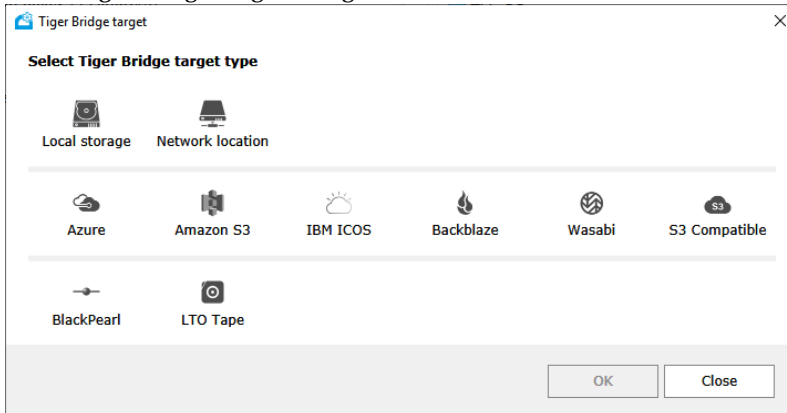 Tiger Bridge target
Select Tiger Bridge target type
Local storage Network location
Azure Amazon S3 IBM ICOS Backblaze Wasabi S3 Compatible
S3
BlackPearl LTO Tape
OK Close